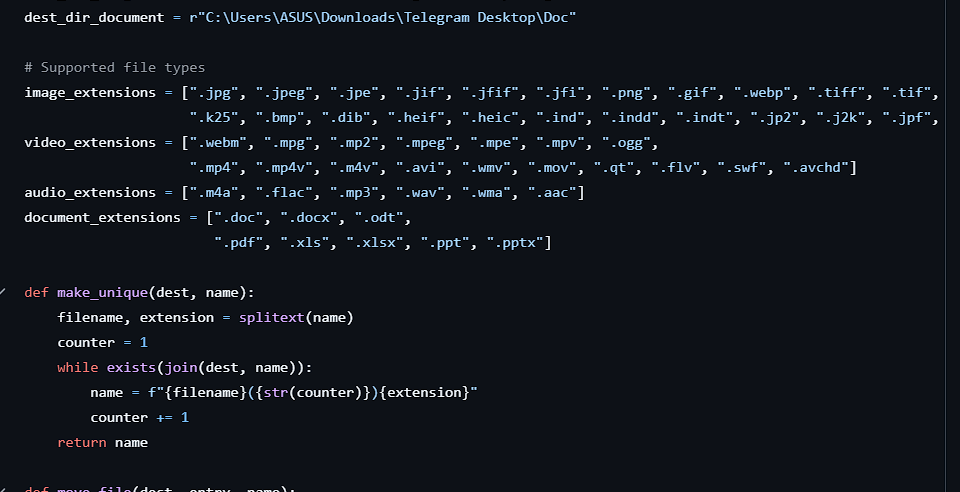 dest_dir_document = r"C:\Users\ASUS\Downloads\Telegram Desktop\Doc"
# Supported file types
image_extensions = [".jpg", ".jpeg", ".jpe", ".jif", ".jfif", ".jfi", ".png", ".gif", ".webp", ".tiff", ".tif",
".k25", ".bmp", ".dib", ".heif", ".heic", ".ind", ".indd", ".indt", ".jp2", ".j2k", ".jpf",
video_extensions = [".webm", ".mpg", ".mp2", ".mpeg", ".mpe", ".mpv", ".ogg",
".mp4", ".mp4v", ".m4v", ".avi", ".wmv", ".mov", ".qt", ".flv", ".swf", ".avchd"]
audio_extensions = [".m4a", ".flac", ".mp3", ".wav", ".wma", ".aac"]
document_extensions = [".doc", ".docx", ".odt",
".pdf", ".xls", ".xlsx", ".ppt", ".pptx"]
def make_unique(dest, name):
filename, extension = splitext(name)
counter = 1
while exists(join(dest, name)):
name = f"{filename}({str(counter)}){extension}"
counter += 1
return name
def move_file(dest, entry, name):